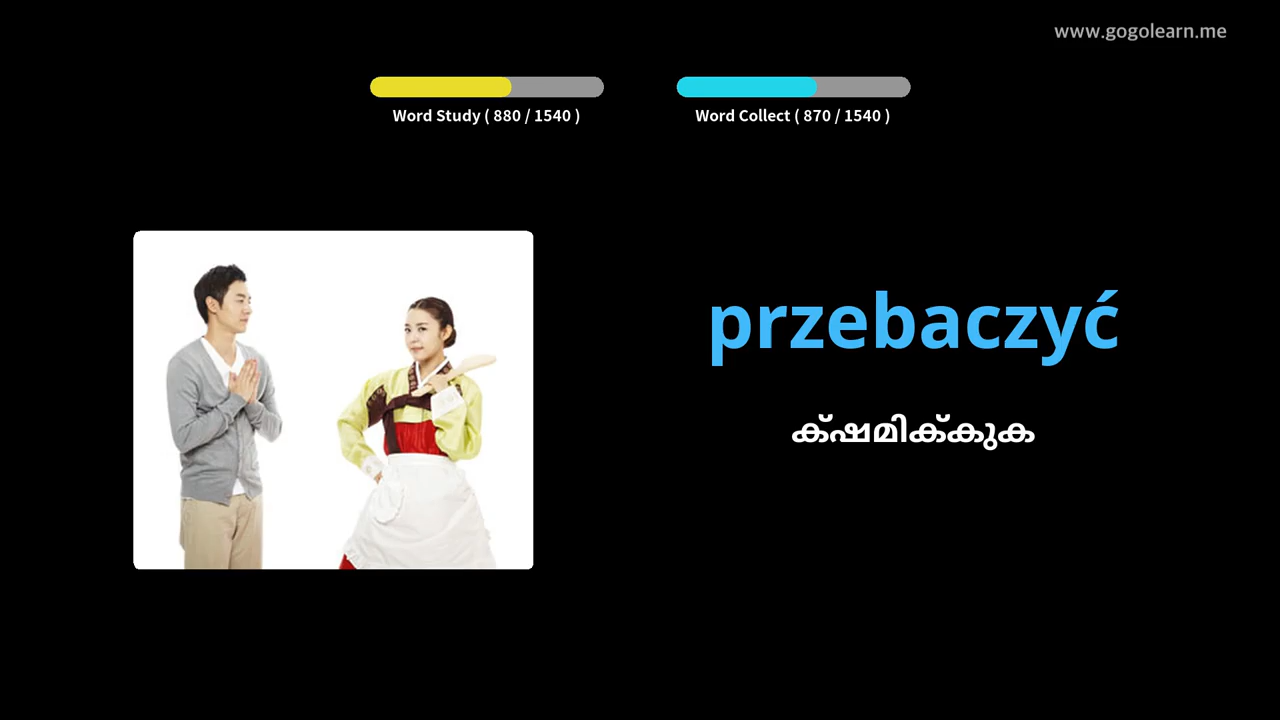 www.gogolearn.me
Word Study ( 880 / 1540 )
Word Collect ( 870 / 1540 )
przebaczyć
ക്ഷമിക്കുക